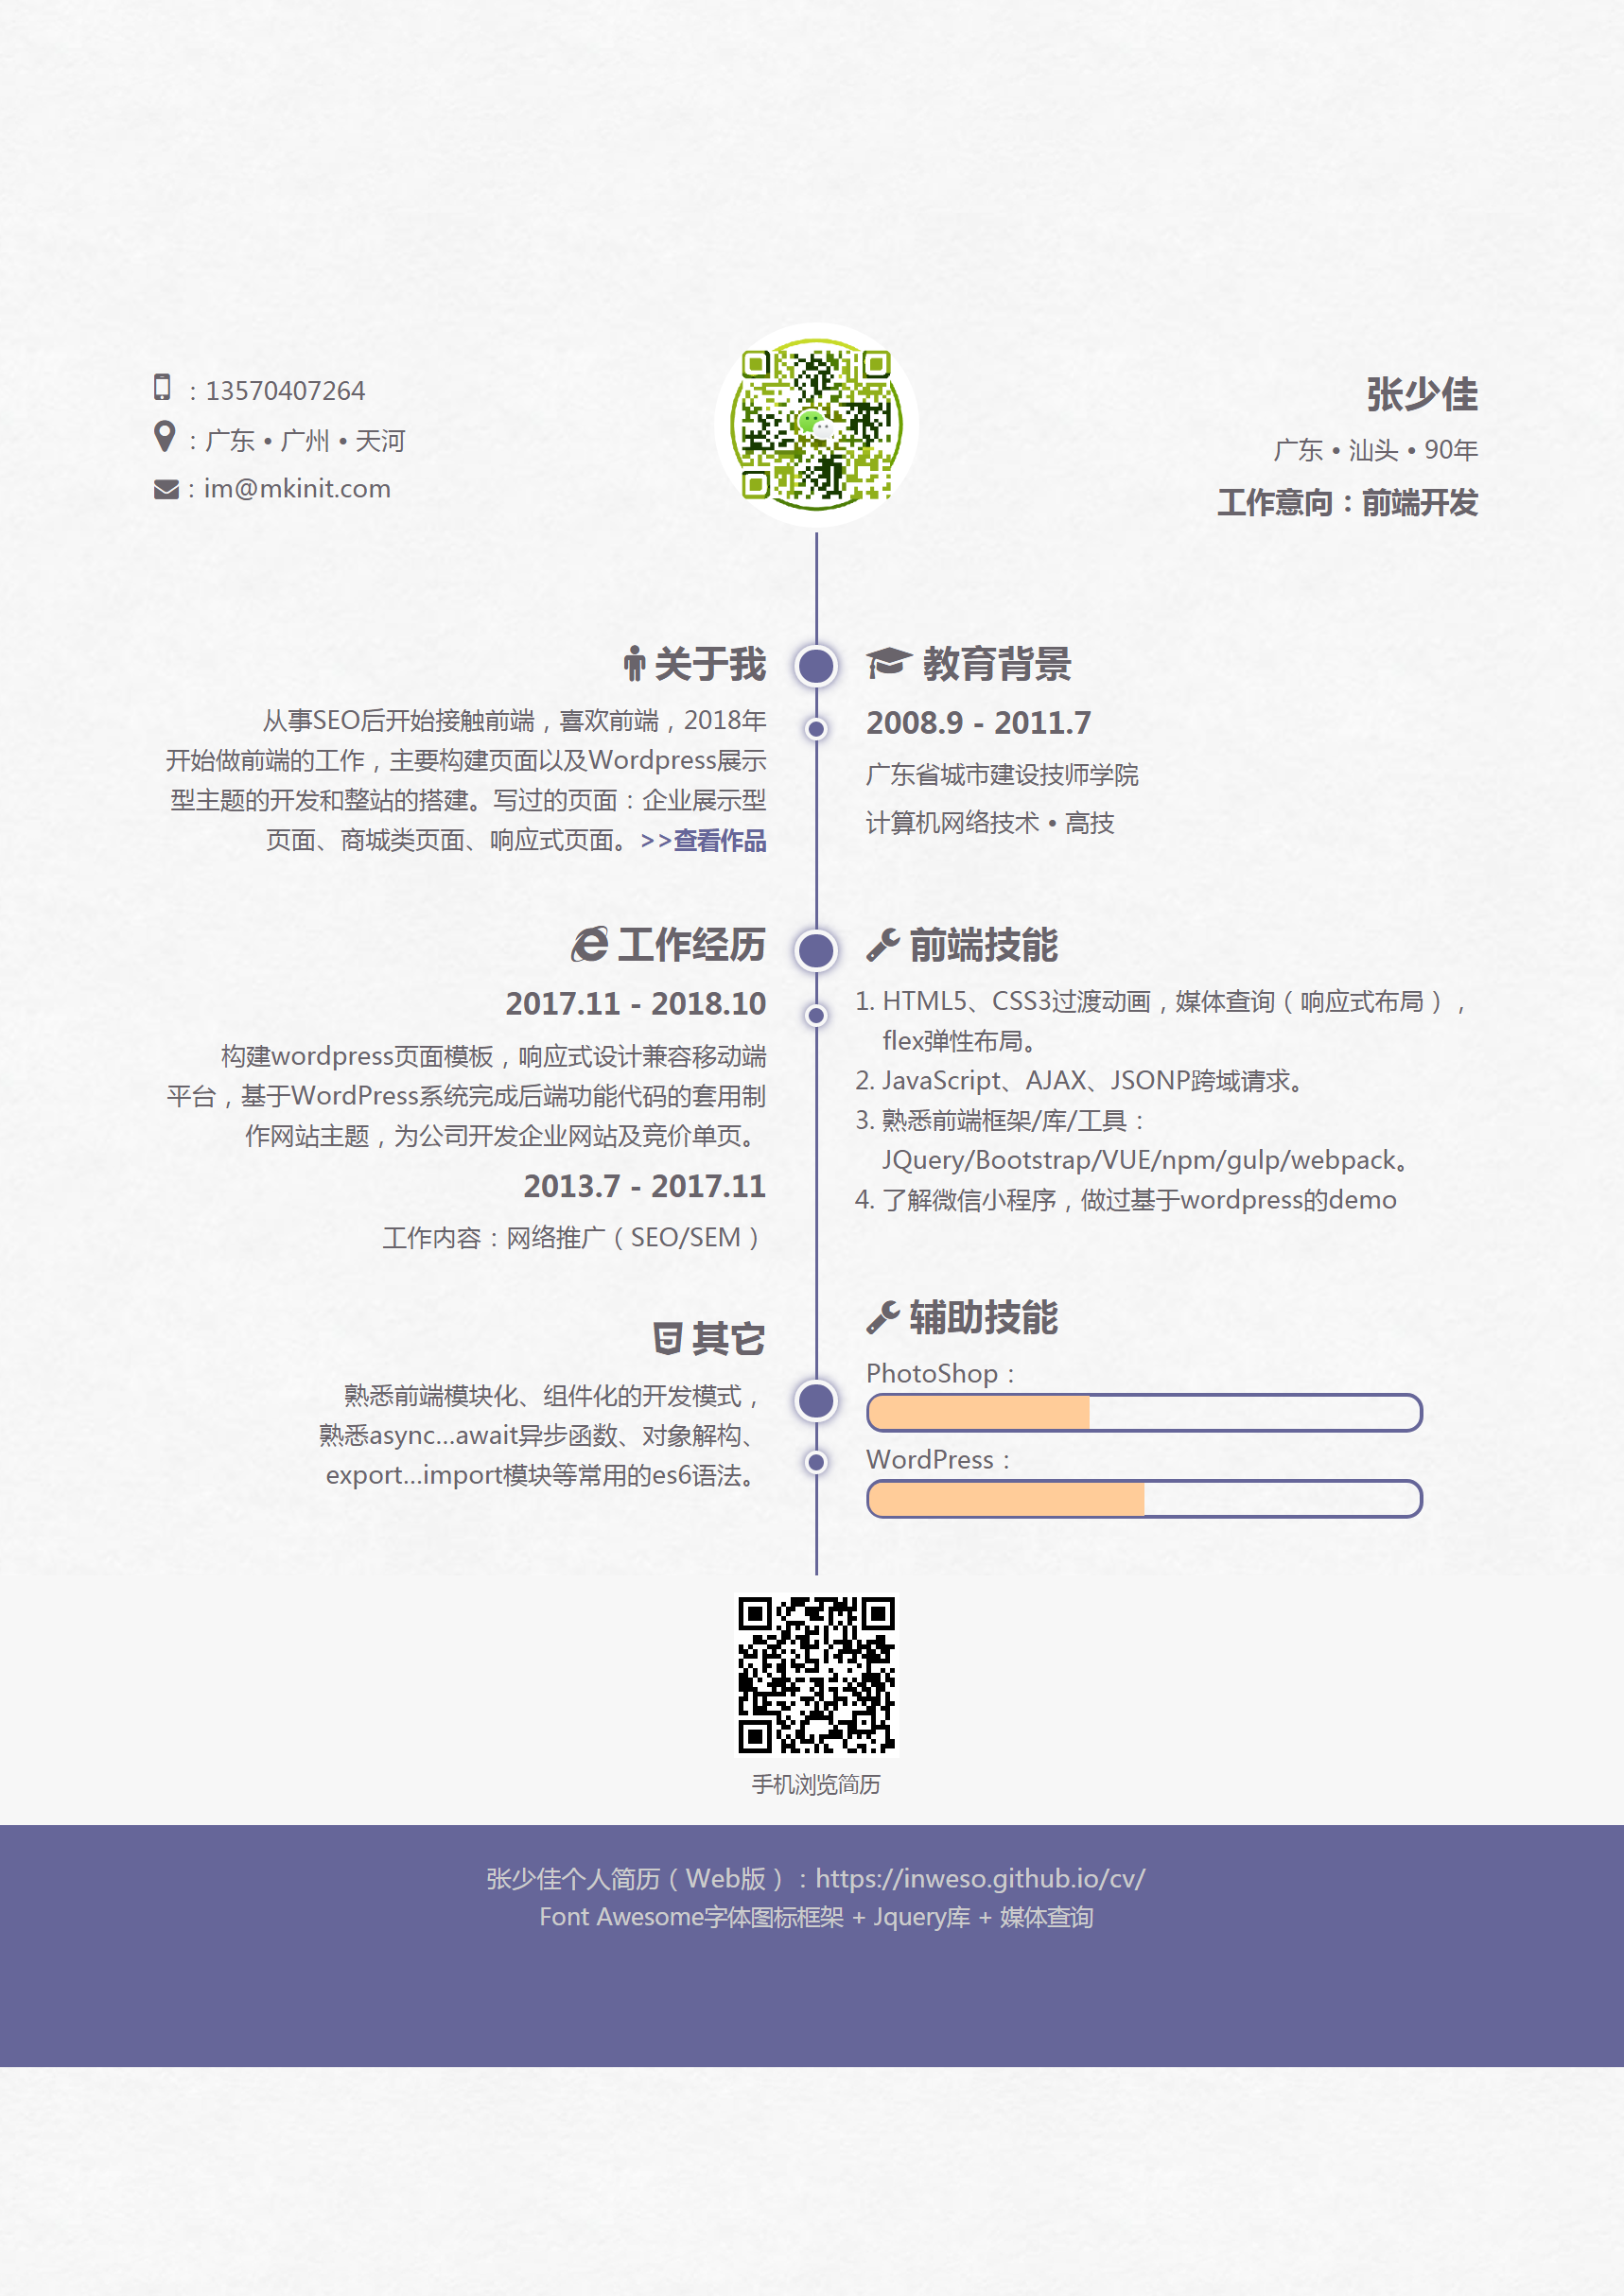 ：13570407264
：广东 • 广州 • 天河
：im@mkinit.com
张少佳
广东 • 汕头 • 90年
工作意向：前端开发
关于我
从事SEO后开始接触前端，喜欢前端，2018年
开始做前端的工作，主要构建页面以及Wordpress展示
型主题的开发和整站的搭建。写过的页面：企业展示型
页面、商城类页面、响应式页面。>>查看作品
教育背景
2008.9 - 2011.7
广东省城市建设技师学院
计算机网络技术 • 高技
工作经历
2017.11 - 2018.10
构建wordpress页面模板，响应式设计兼容移动端
平台，基于WordPress系统完成后端功能代码的套用制
作网站主题，为公司开发企业网站及竞价单页。
2013.7 - 2017.11
工作内容：网络推广（SEO/SEM）
前端技能
1. HTML5、CSS3过渡动画，媒体查询（响应式布局），
flex弹性布局。
2. JavaScript、AJAX、JSONP跨域请求。
3. 熟悉前端框架/库/工具：
JQuery/Bootstrap/VUE/npm/gulp/webpack。
4. 了解微信小程序，做过基于wordpress的demo
其它
熟悉前端模块化、组件化的开发模式，
熟悉async...await异步函数、对象解构、
export...import模块等常用的es6语法。
辅助技能
PhotoShop：
WordPress：
手机浏览简历
张少佳个人简历（Web版）：https://inweso.github.io/cv/
Font Awesome字体图标框架 + Jquery库 + 媒体查询